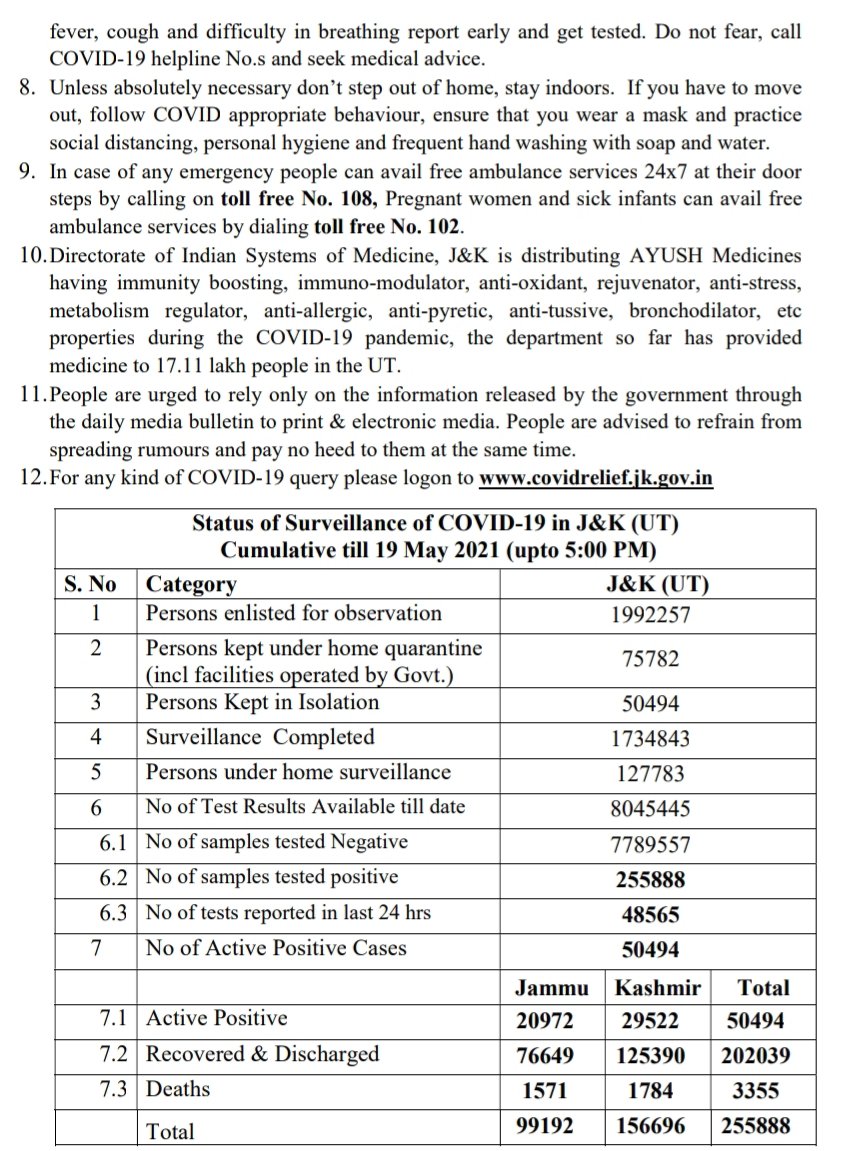 fever, cough and difficulty in breathing report early and get tested. Do not fear, call
COVID-19 helpline No.s and seek medical advice.
8. Unless absolutely necessary don’t step out of home, stay indoors. If you have to move
out, follow COVID appropriate behaviour, ensure that you wear a mask and practice
social distancing, personal hygiene and frequent hand washing with soap and water.
9. In case of any emergency people can avail free ambulance services 24x7 at their door
steps by calling on toll free No. 108, Pregnant women and sick infants can avail free
ambulance services by dialing toll free No. 102.
10. Directorate of Indian Systems of Medicine, J&K is distributing AYUSH Medicines
having immunity boosting, immuno-modulator, anti-oxidant, rejuvenator, anti-stress,
metabolism regulator, anti-allergic, anti-pyretic, anti-tussive, bronchodilator, etc
properties during the COVID-19 pandemic, the department so far has provided
medicine to 17.11 lakh people in the UT.
11. People are urged to rely only on the information released by the government through
the daily media bulletin to print & electronic media. People are advised to refrain from
spreading rumours and pay no heed to them at the same time.
12. For any kind of COVID-19 query please logon to www.covidrelief.jk.gov.in
Status of Surveillance of COVID-19 in J&K (UT)
Cumulative till 19 May 2021 (upto 5:00 PM)
S. No Category J&K (UT)
1 Persons enlisted for observation 1992257
2 Persons kept under home quarantine
(incl facilities operated by Govt.) 75782
3 Persons Kept in Isolation 50494
4 Surveillance Completed 1734843
5 Persons under home surveillance 127783
6 No of Test Results Available till date 8045445
6.1 No of samples tested Negative 7789557
6.2 No of samples tested positive 255888
6.3 No of tests reported in last 24 hrs 48565
7 No of Active Positive Cases 50494
Jammu Kashmir Total
7.1 Active Positive 20972 29522 50494
7.2 Recovered & Discharged 76649 125390 202039
7.3 Deaths 1571 1784 3355
Total 99192 156696 255888